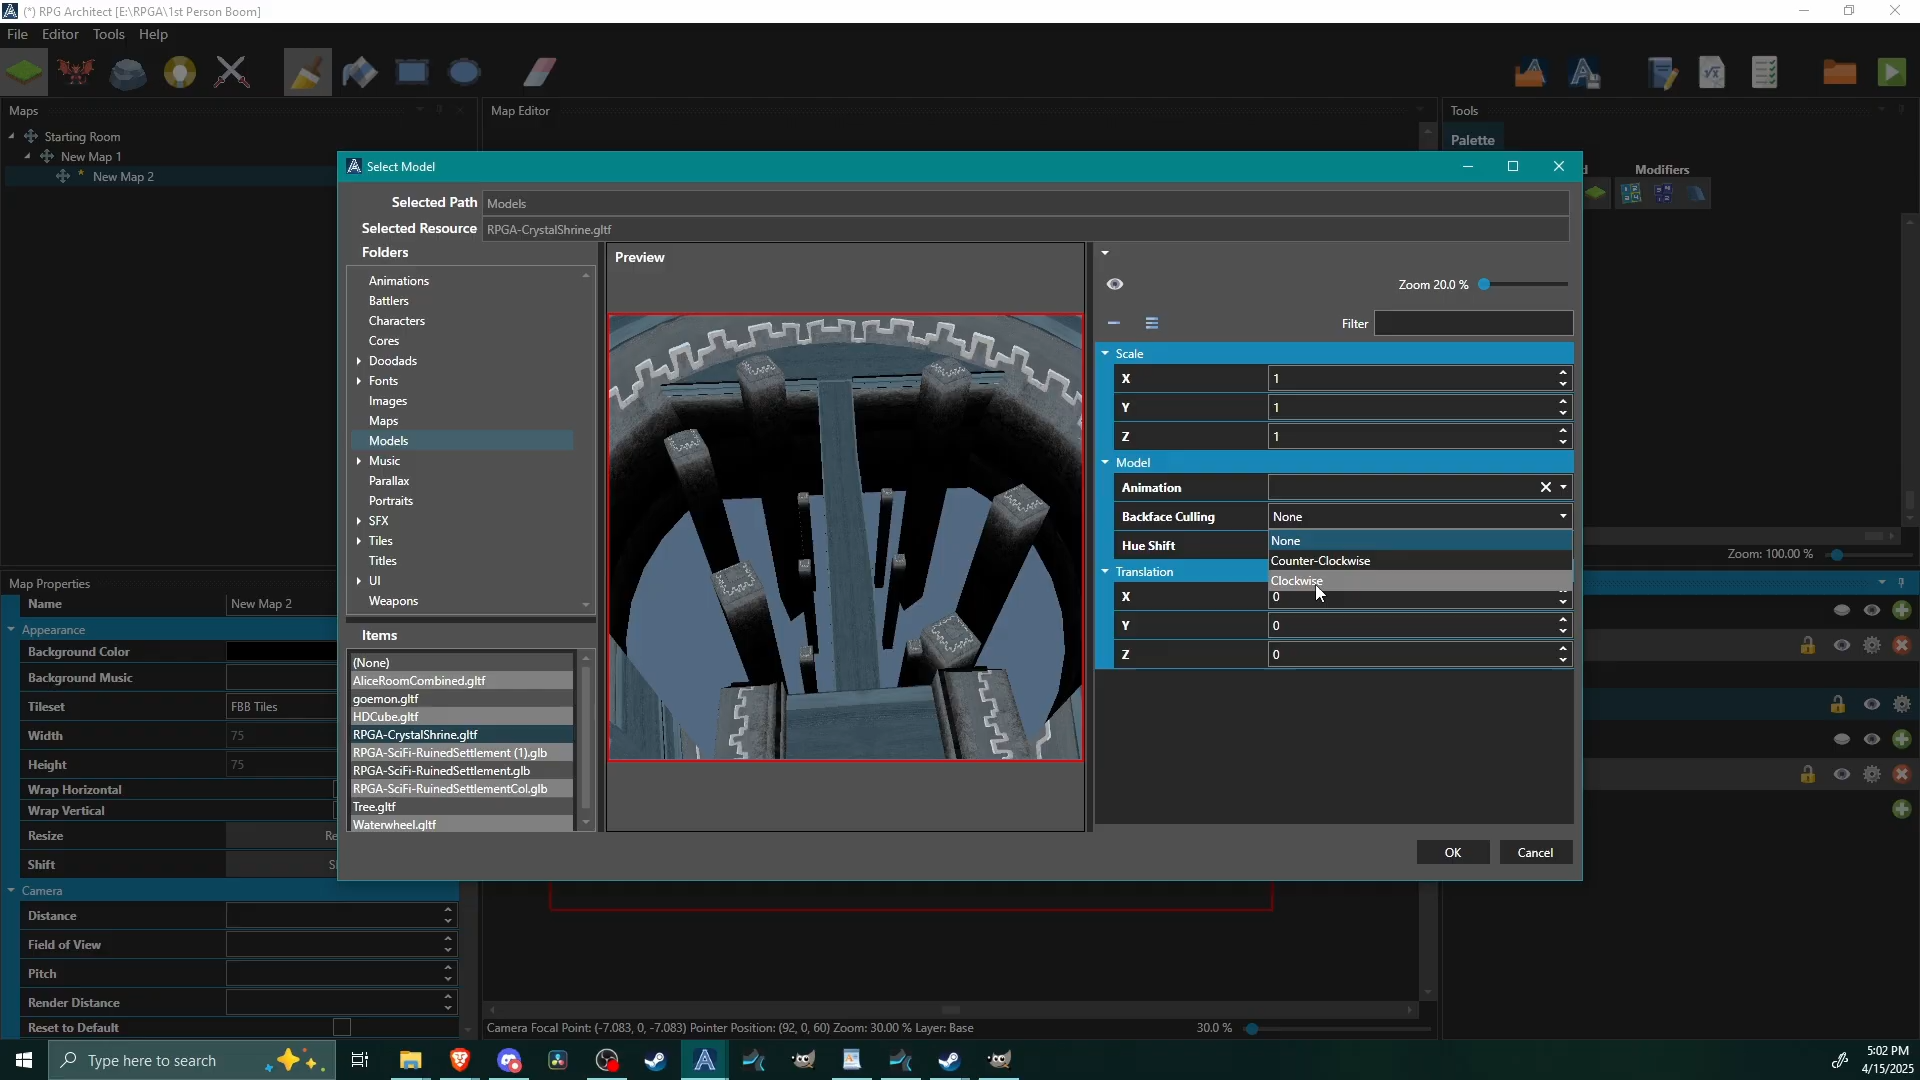 (*) RPG Architect [E:\RPGA\1st Person Boom]
File Editor Tools Help
Maps
Map Editor
Tools
Starting Room
New Map 1
New Map 2
Palette
Modifiers
Select Model
Selected Path Models
Selected Resource RPGA-CrystalShrine.gltf
Folders
Animations
Battlers
Characters
Cores
Doodads
Fonts
Images
Maps
Models
Music
Parallax
Portraits
SFX
Tiles
Titles
UI
Weapons
Items
(None)
AliceRoomCombined.gltf
goemon.gltf
HDCube.gltf
RPGA-CrystalShrine.gltf
RPGA-SciFi-RuinedSettlement (1).glb
RPGA-SciFi-RuinedSettlement.glb
RPGA-SciFi-RuinedSettlementCol.glb
Tree.gltf
Waterwheel.gltf
Preview
Zoom 20.0 %
Filter
Scale
X 1
Y 1
Z 1
Model
Animation
Backface Culling None
None
Counter-Clockwise
Clockwise
Hue Shift
Translation
X 0
Y 0
Z 0
OK Cancel
Zoom: 100.00 %
Map Properties
Name New Map 2
Appearance
Background Color
Background Music
Tileset FBB Tiles
Width 75
Height 75
Wrap Horizontal
Wrap Vertical
Resize
Shift
Camera
Distance
Field of View
Pitch
Render Distance
Reset to Default
Camera Focal Point: (-7.083, 0, -7.083) Pointer Position: (92, 0, 60) Zoom: 30.00 % Layer: Base
30.0 %
Type here to search
5:02 PM
4/15/2025